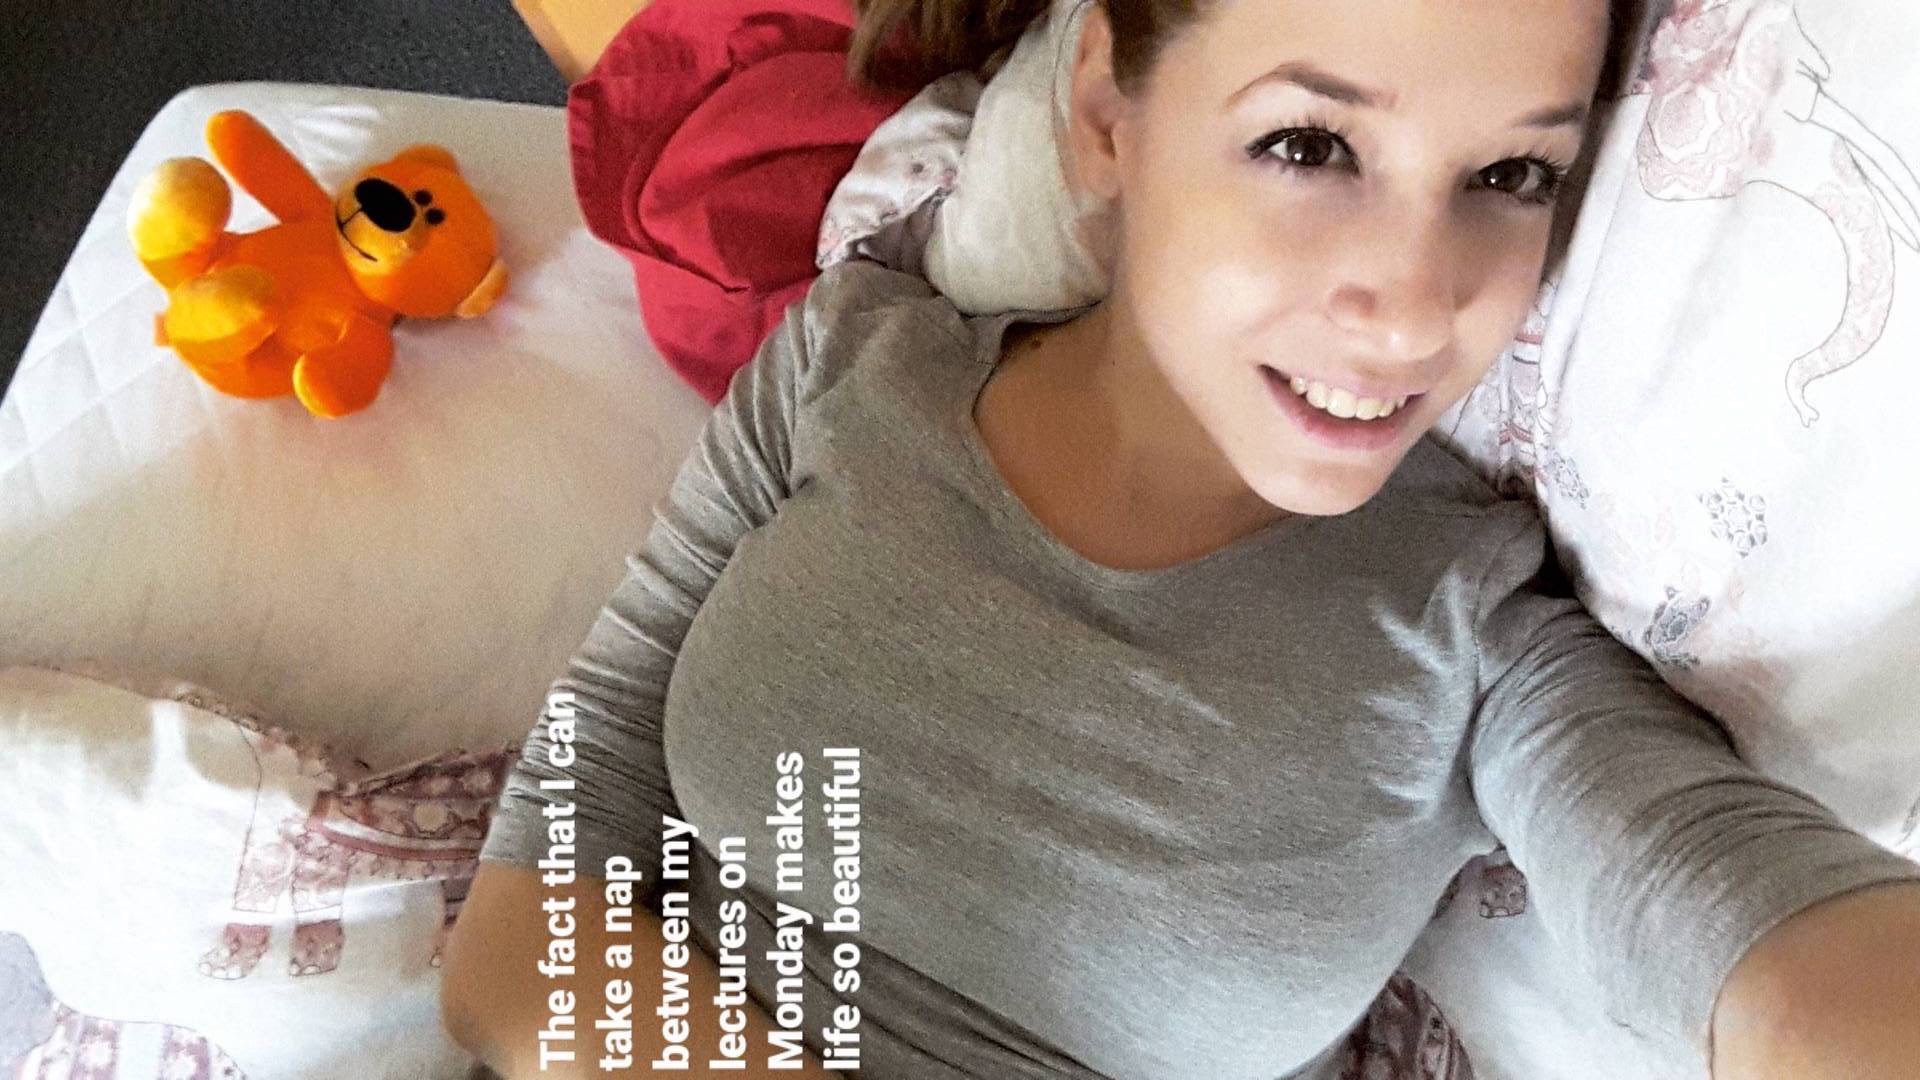 The fact that I can
take a nap
between my
lectures on
Monday makes
life so beautiful